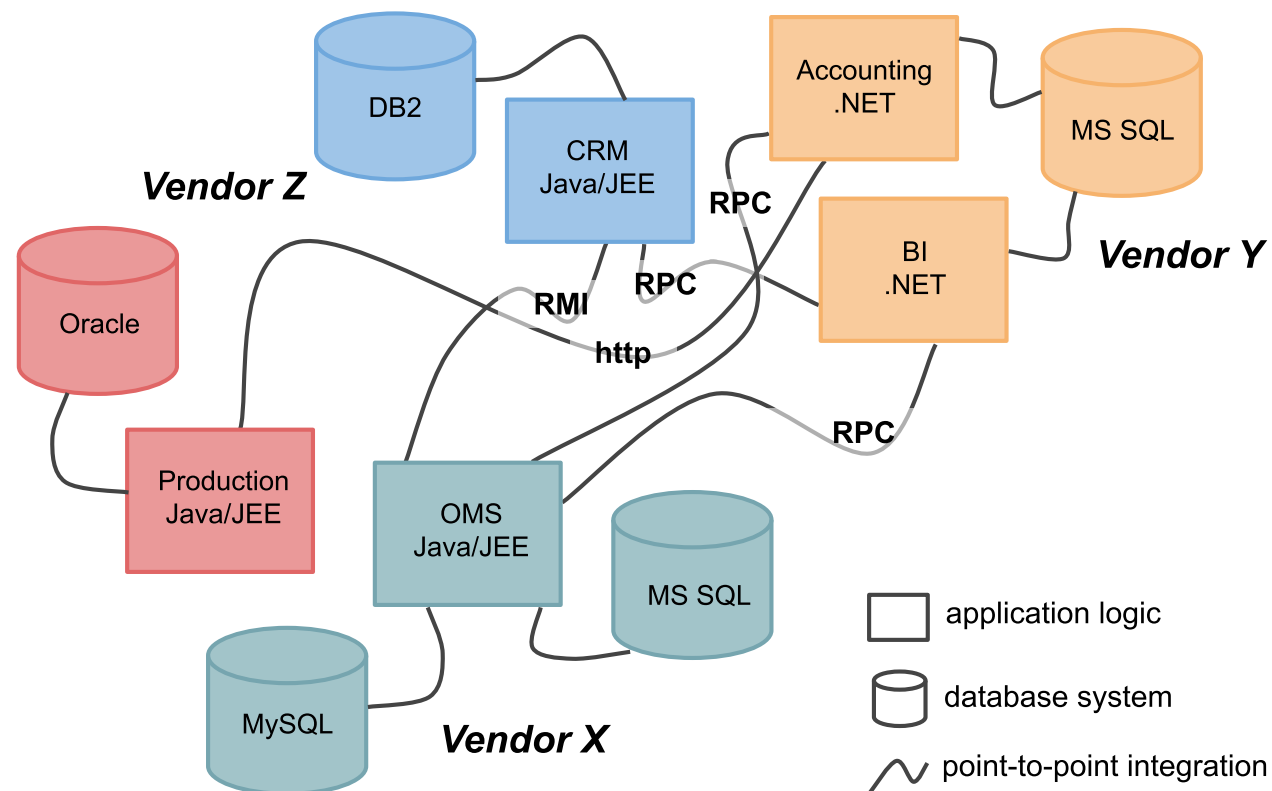 DB2
CRM
Java/JEE
Accounting
.NET
MS SQL
Vendor Z
RPC
BI
.NET
Vendor Y
Oracle
RMI
RPC
http
RPC
Production
Java/JEE
OMS
Java/JEE
MS SQL
MySQL
Vendor X
application logic
database system
point-to-point integration